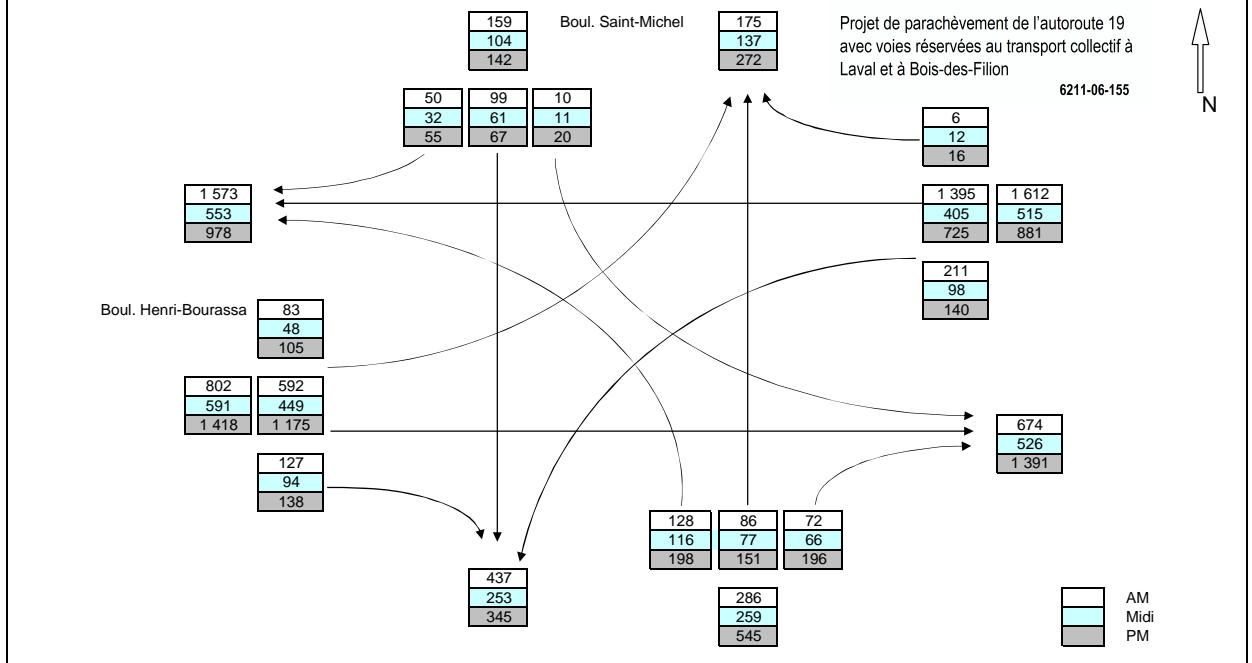 159 Boul. Saint-Michel 175
104 137
142 272
Projet de parachèvement de l'autoroute 19
avec voies réservées au transport collectif à
Laval et à Bois-des-Filion
6211-06-155
N
50 99 10
32 61 11
55 67 20
6
12
16
1 573
553
978
1 395 1 612
405 515
725 881
211
98
140
Boul. Henri-Bourassa 83
48
105
802 592
591 449
1 418 1 175
674
526
1 391
127
94
138
128 86 72
116 77 66
198 151 196
437
253
345
286
259
545
AM
Midi
PM